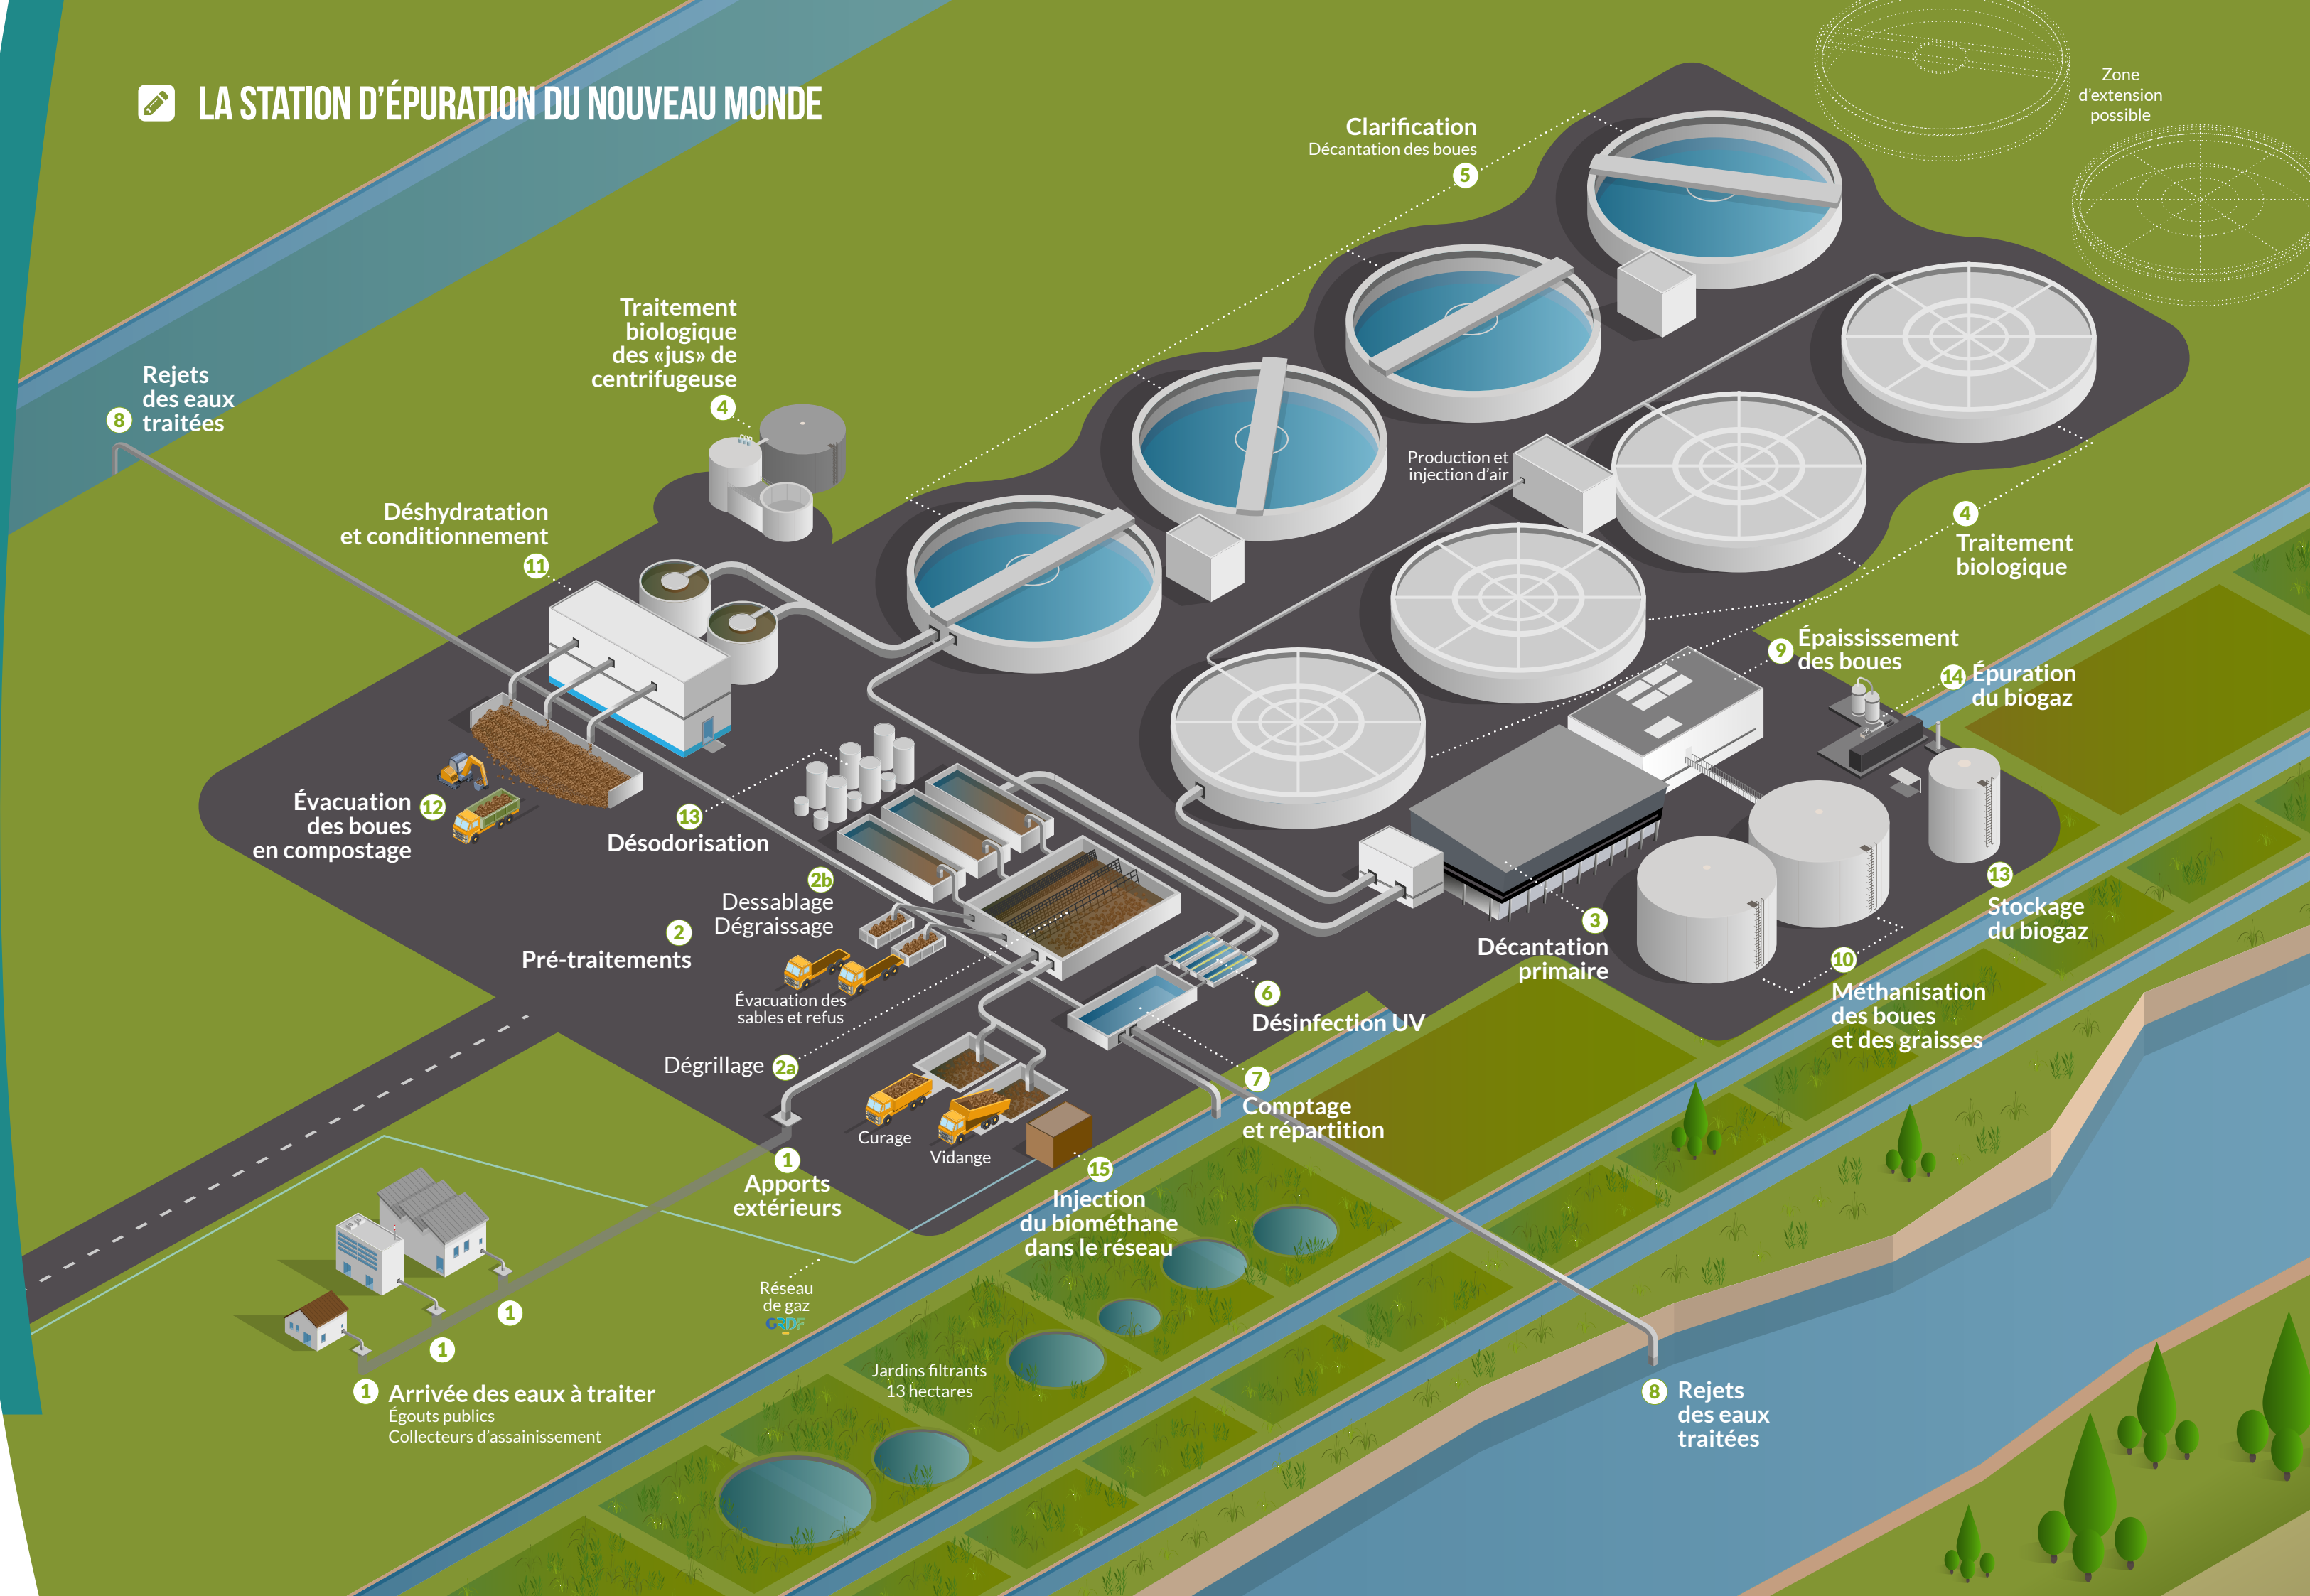 LA STATION D'ÉPURATION DU NOUVEAU MONDE
Zone
d'extension
possible
Clarification
Décantation des boues
5
Traitement
biologique
des «jus» de
centrifugeuse
4
Rejets
des eaux
traitées
8
Production et
injection d'air
Déshydratation
et conditionnement
11
4
Traitement
biologique
9
Épaississement
des boues
14
Épuration
du biogaz
Évacuation
des boues
en compostage
12
13
Désodorisation
2b
Dessablage
Dégraissage
2
Pré-traitements
Évacuation des
sables et refus
Dégrillage
2a
3
Décantation
primaire
13
Stockage
du biogaz
10
Méthanisation
des boues
et des graisses
6
Désinfection UV
7
Comptage
et répartition
Curage
Vidange
1
Apports
extérieurs
15
Injection
du biométhane
dans le réseau
Réseau
de gaz
GRDF
1
1
1
Arrivée des eaux à traiter
Égouts publics
Collecteurs d'assainissement
Jardins filtrants
13 hectares
8
Rejets
des eaux
traitées